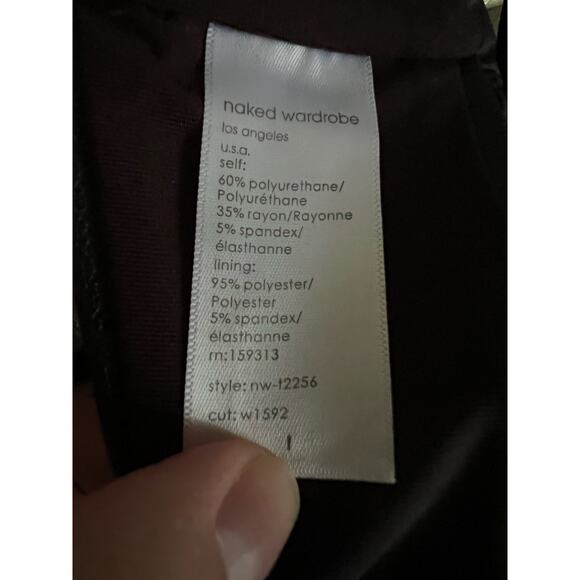 naked wardrobe
los angeles
u.s.a.
self:
60% polyurethane/
Polyuréthane
35% rayon/Rayonne
5% spandex/
élasthanne
lining:
95% polyester/
Polyester
5% spandex/
élasthanne
rn:159313
style: nw-t2256
cut: w1592